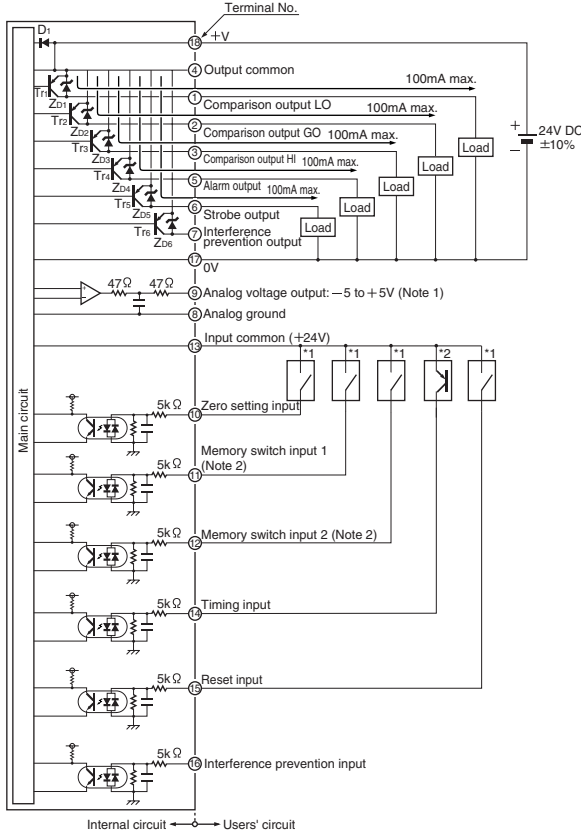 Terminal No.
D1
18 +V
4 Output common
100mA max.
Tr1
ZD1
1 Comparison output LO
100mA max.
Tr2
ZD2
2 Comparison output GO
100mA max.
Tr3
ZD3
3 Comparison output HI
100mA max.
Tr4
ZD4
5 Alarm output
100mA max.
Tr5
ZD5
6 Strobe output
Tr6
ZD6
7 Interference
prevention output
Load
Load
Load
Load
Load
+
−
24V DC
±10%
17
0V
47Ω 47Ω
9 Analog voltage output: −5 to +5V (Note 1)
8 Analog ground
13 Input common (+24V)
*1 *1 *1 *2 *1
Main circuit
5kΩ
10 Zero setting input
5kΩ
11 Memory switch input 1
(Note 2)
5kΩ
12 Memory switch input 2 (Note 2)
5kΩ
14 Timing input
5kΩ
15 Reset input
5kΩ
16 Interference prevention input
Internal circuit Users' circuit